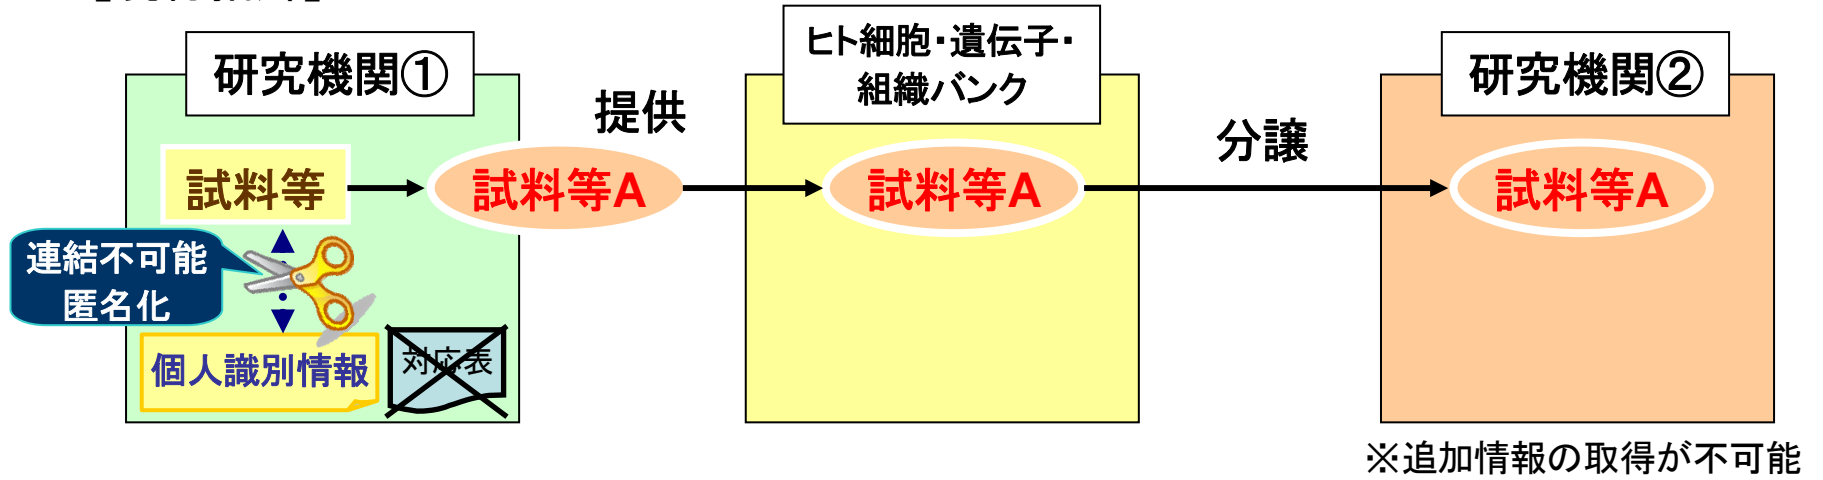 研究機関①
ヒト細胞・遺伝子・
組織バンク
研究機関②
提供
分譲
試料等
試料等A
試料等A
試料等A
連結不可能
匿名化
個人識別情報
対応表
※追加情報の取得が不可能